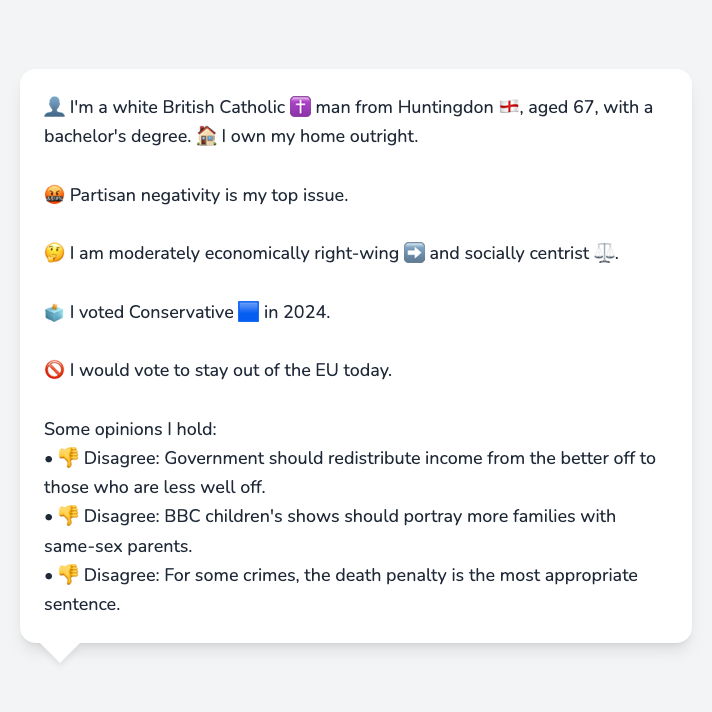 👤 I'm a white British Catholic ✝️ man from Huntingdon 🏴󠁧󠁢󠁥󠁮󠁧󠁿, aged 67, with a
bachelor's degree. 🏠 I own my home outright.
🤬 Partisan negativity is my top issue.
🤔 I am moderately economically right-wing ➡️ and socially centrist ⚖️.
🗳️ I voted Conservative 🟦 in 2024.
🚫 I would vote to stay out of the EU today.
Some opinions I hold:
• 👎 Disagree: Government should redistribute income from the better off to
those who are less well off.
• 👎 Disagree: BBC children's shows should portray more families with
same-sex parents.
• 👎 Disagree: For some crimes, the death penalty is the most appropriate
sentence.